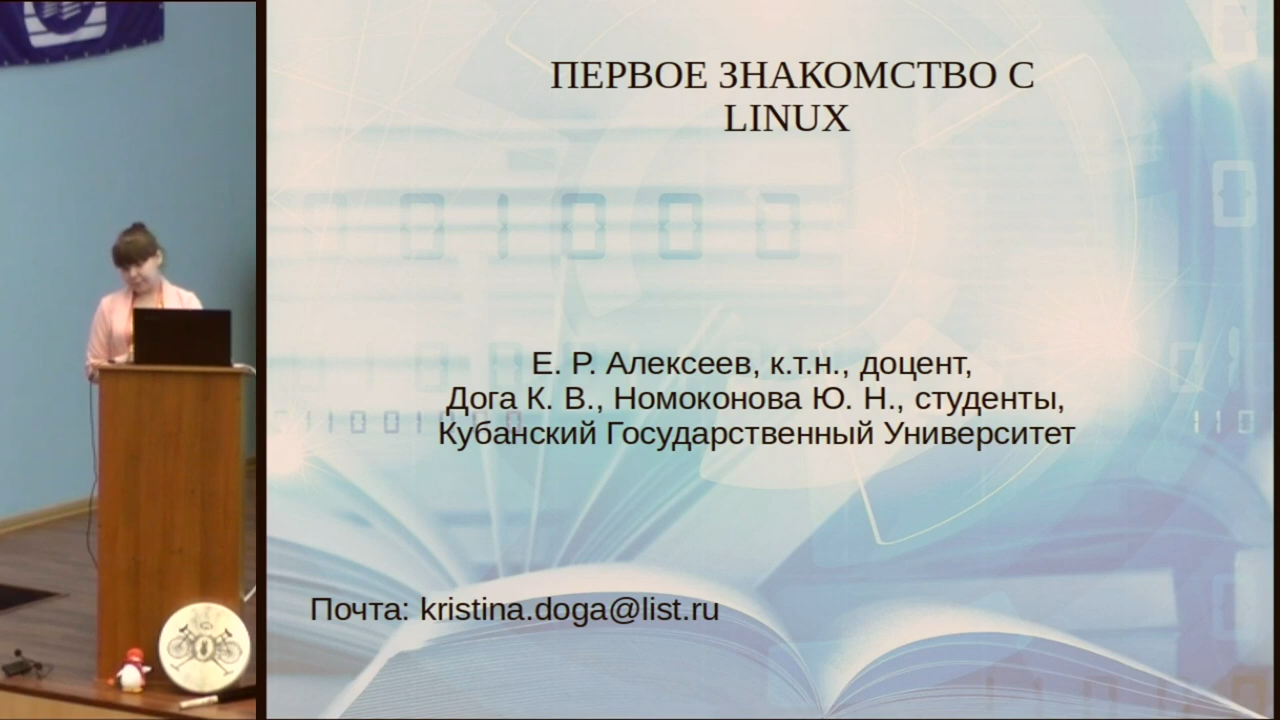 ПЕРВОЕ ЗНАКОМСТВО С
LINUX
Е. Р. Алексеев, к.т.н., доцент,
Дога К. В., Номоконова Ю. Н., студенты,
Кубанский Государственный Университет
Почта: kristina.doga@list.ru